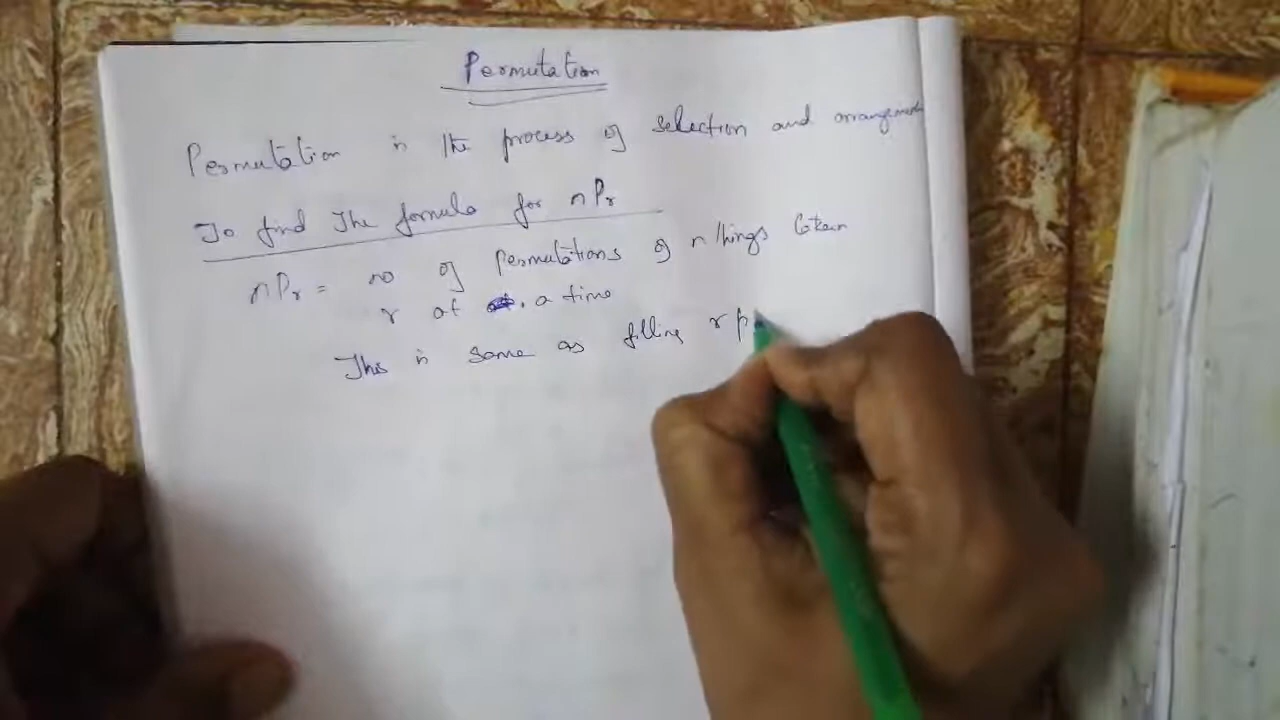 Permutation
Permutation is the process of selection and arrangement
To find The formula for nPr
nPr = no of permutations of n things taken
r at a time
This is same as filling r p